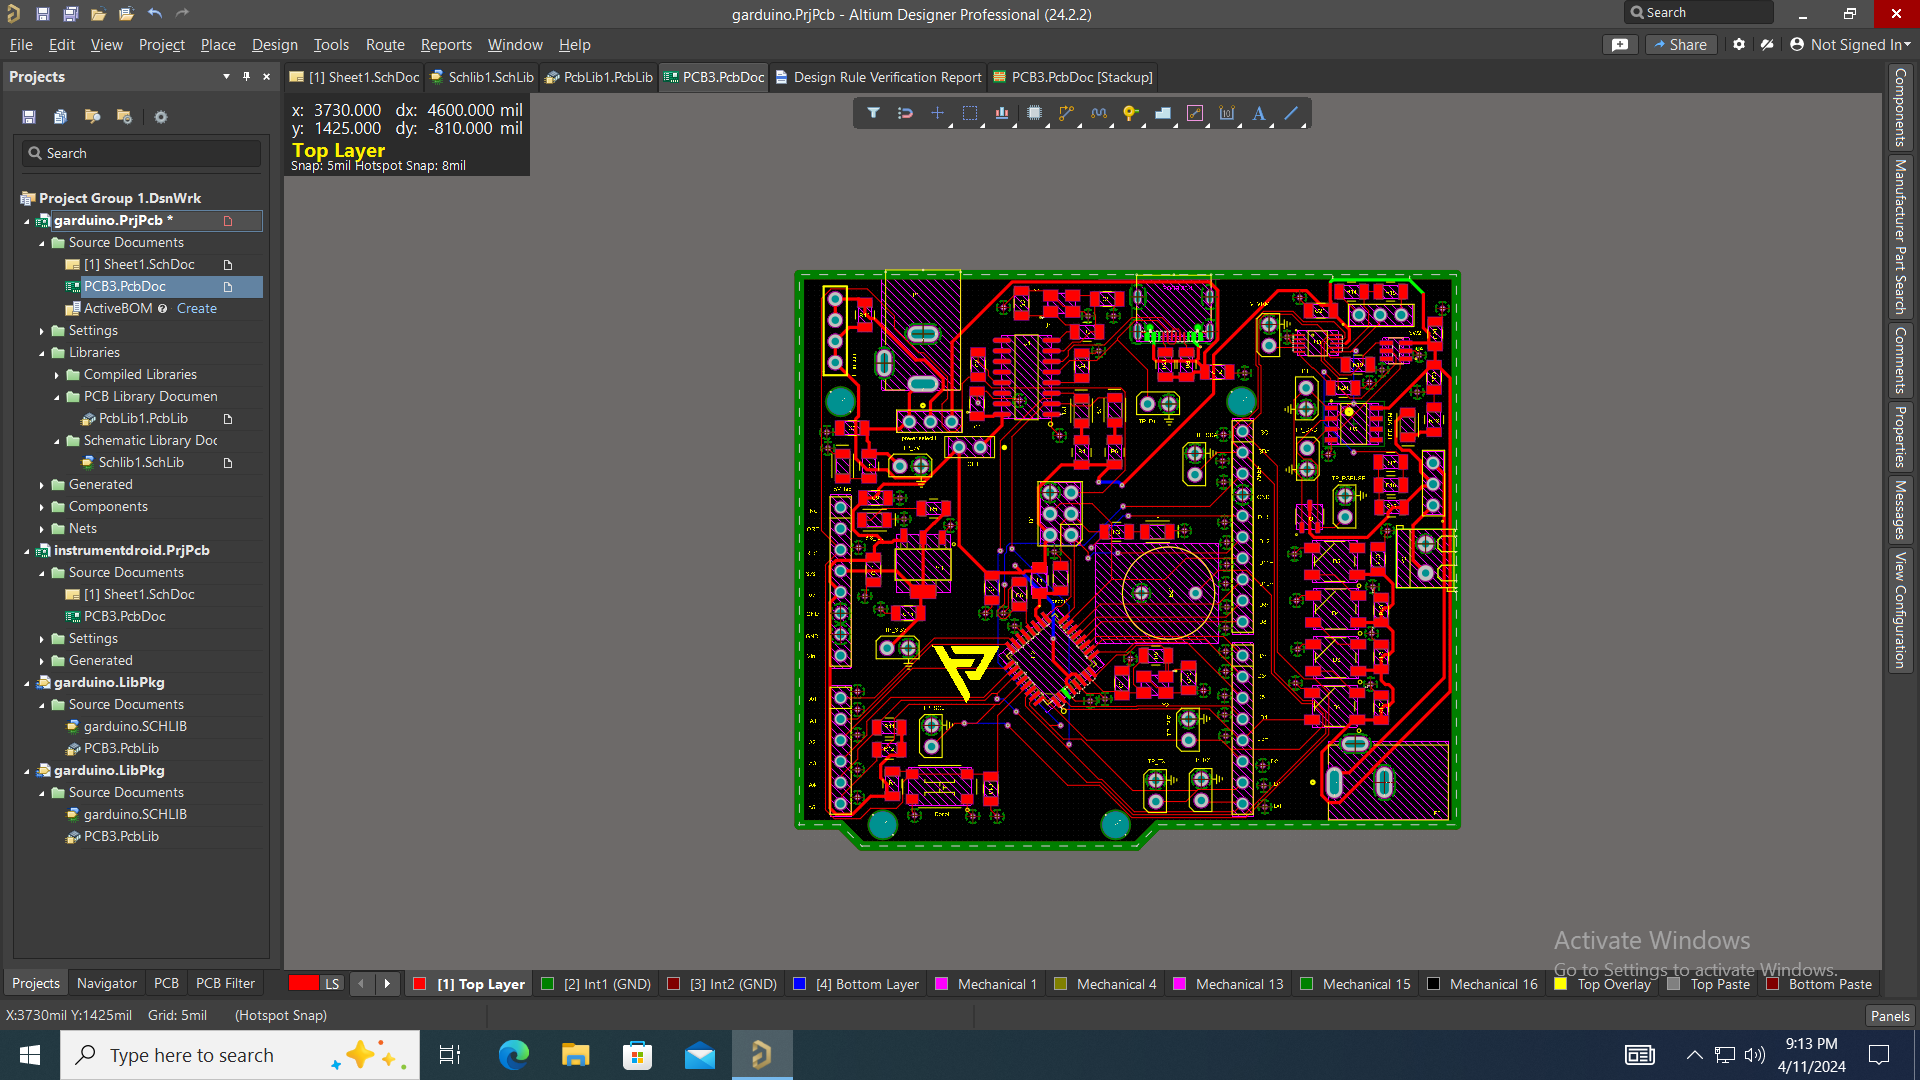 garduino.PrjPcb - Altium Designer Professional (24.2.2)
Search
File Edit View Project Place Design Tools Route Reports Window Help
Share
Not Signed In
Projects
[1] Sheet1.SchDoc
Schlib1.SchLib
PcbLib1.PcbLib
PCB3.PcbDoc
Design Rule Verification Report
PCB3.PcbDoc [Stackup]
x: 3730.000 dx: 4600.000 mil
y: 1425.000 dy: -810.000 mil
Top Layer
Snap: 5mil Hotspot Snap: 8mil
Search
Project Group 1.DsnWrk
garduino.PrjPcb *
Source Documents
[1] Sheet1.SchDoc
PCB3.PcbDoc
ActiveBOM Create
Settings
Libraries
Compiled Libraries
PCB Library Documen
PcbLib1.PcbLib
Schematic Library Doc
Schlib1.SchLib
Generated
Components
Nets
instrumentdroid.PrjPcb
Source Documents
[1] Sheet1.SchDoc
PCB3.PcbDoc
Settings
Generated
garduino.LibPkg
Source Documents
garduino.SCHLIB
PCB3.PcbLib
garduino.LibPkg
Source Documents
garduino.SCHLIB
PCB3.PcbLib
Components
Manufacturer Part Search
Comments
Properties
Messages
View Configuration
Activate Windows
Go to Settings to activate Windows.
Projects Navigator PCB PCB Filter
LS
[1] Top Layer
[2] Int1 (GND)
[3] Int2 (GND)
[4] Bottom Layer
Mechanical 1
Mechanical 4
Mechanical 13
Mechanical 15
Mechanical 16
Top Overlay
Top Paste
Bottom Paste
X:3730mil Y:1425mil Grid: 5mil (Hotspot Snap)
Panels
Type here to search
9:13 PM
4/11/2024